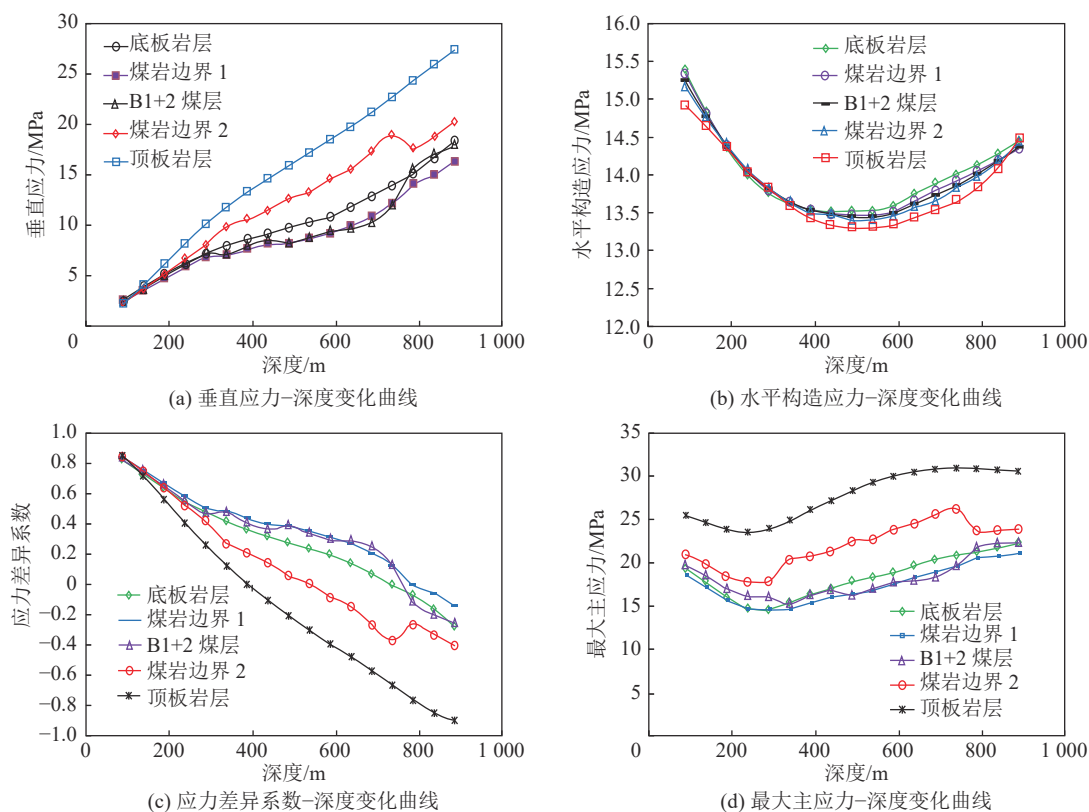 30
25
20
15
10
5
0
200
400
600
800
1 000
垂直应力/MPa
深度/m
底板岩层
煤岩边界 1
B1+2 煤层
煤岩边界 2
顶板岩层
(a) 垂直应力–深度变化曲线
16.0
15.5
15.0
14.5
14.0
13.5
13.0
12.5
12.0
0
200
400
600
800
1 000
水平构造应力/MPa
深度/m
底板岩层
煤岩边界 1
B1+2 煤层
煤岩边界 2
顶板岩层
(b) 水平构造应力–深度变化曲线
1.0
0.8
0.6
0.4
0.2
0
−0.2
−0.4
−0.6
−0.8
−1.0
0
200
400
600
800
1 000
应力差异系数
深度/m
底板岩层
煤岩边界 1
B1+2 煤层
煤岩边界 2
顶板岩层
(c) 应力差异系数–深度变化曲线
35
30
25
20
15
10
5
0
200
400
600
800
1 000
最大主应力/MPa
深度/m
底板岩层
煤岩边界 1
B1+2 煤层
煤岩边界 2
顶板岩层
(d) 最大主应力–深度变化曲线